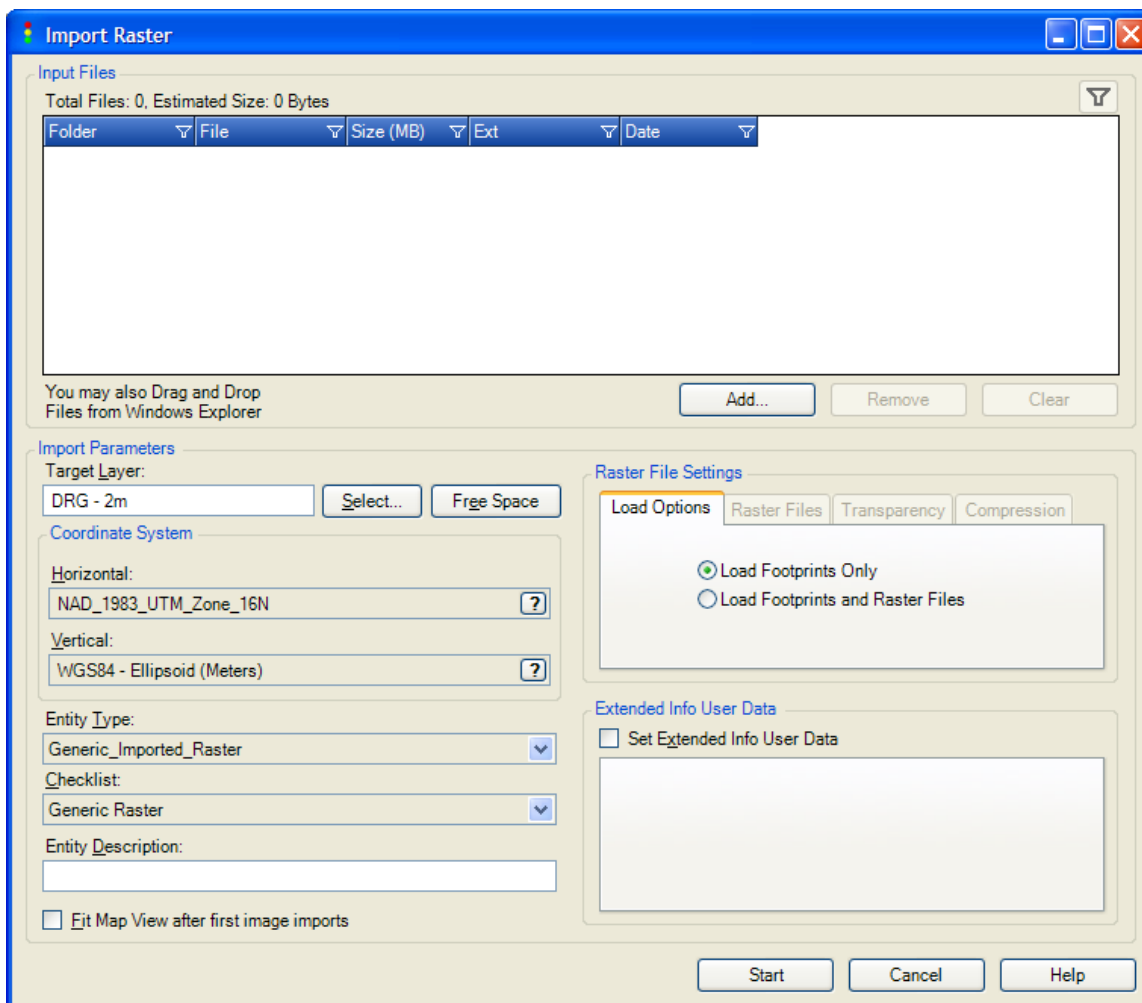 Import Raster
Input Files
Total Files: 0, Estimated Size: 0 Bytes
Folder File Size (MB) Ext Date
You may also Drag and Drop
Files from Windows Explorer
Add... Remove Clear
Import Parameters
Target Layer:
DRG - 2m Select... Free Space
Coordinate System
Horizontal:
NAD_1983_UTM_Zone_16N ?
Vertical:
WGS84 - Ellipsoid (Meters) ?
Entity Type:
Generic_Imported_Raster
Checklist:
Generic Raster
Entity Description:
Fit Map View after first image imports
Raster File Settings
Load Options Raster Files Transparency Compression
Load Footprints Only
Load Footprints and Raster Files
Extended Info User Data
Set Extended Info User Data
Start Cancel Help